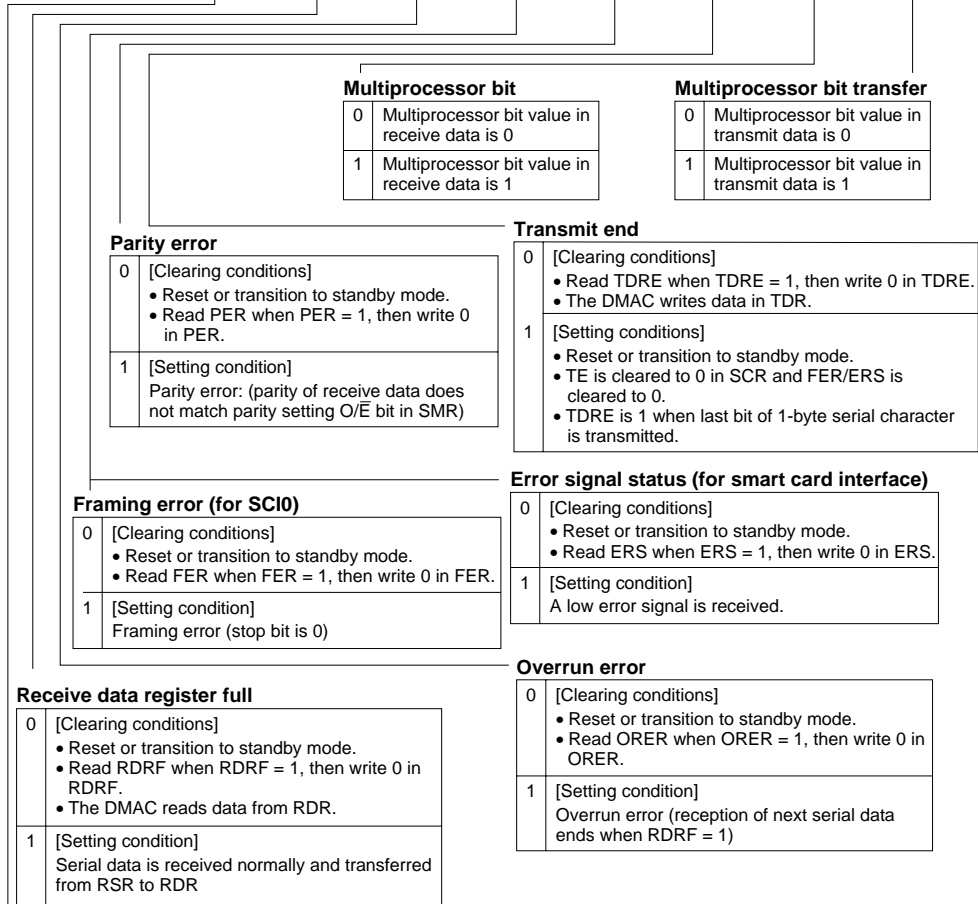 Multiprocessor bit
0 Multiprocessor bit value in
receive data is 0
1 Multiprocessor bit value in
receive data is 1
Multiprocessor bit transfer
0 Multiprocessor bit value in
transmit data is 0
1 Multiprocessor bit value in
transmit data is 1
Parity error
0 [Clearing conditions]
• Reset or transition to standby mode.
• Read PER when PER = 1, then write 0
in PER.
1 [Setting condition]
Parity error: (parity of receive data does
not match parity setting O/E̅ bit in SMR)
Transmit end
0 [Clearing conditions]
• Read TDRE when TDRE = 1, then write 0 in TDRE.
• The DMAC writes data in TDR.
1 [Setting conditions]
• Reset or transition to standby mode.
• TE is cleared to 0 in SCR and FER/ERS is
cleared to 0.
• TDRE is 1 when last bit of 1-byte serial character
is transmitted.
Framing error (for SCI0)
0 [Clearing conditions]
• Reset or transition to standby mode.
• Read FER when FER = 1, then write 0 in FER.
1 [Setting condition]
Framing error (stop bit is 0)
Error signal status (for smart card interface)
0 [Clearing conditions]
• Reset or transition to standby mode.
• Read ERS when ERS = 1, then write 0 in ERS.
1 [Setting condition]
A low error signal is received.
Receive data register full
0 [Clearing conditions]
• Reset or transition to standby mode.
• Read RDRF when RDRF = 1, then write 0 in
RDRF.
• The DMAC reads data from RDR.
1 [Setting condition]
Serial data is received normally and transferred
from RSR to RDR
Overrun error
0 [Clearing conditions]
• Reset or transition to standby mode.
• Read ORER when ORER = 1, then write 0 in
ORER.
1 [Setting condition]
Overrun error (reception of next serial data
ends when RDRF = 1)